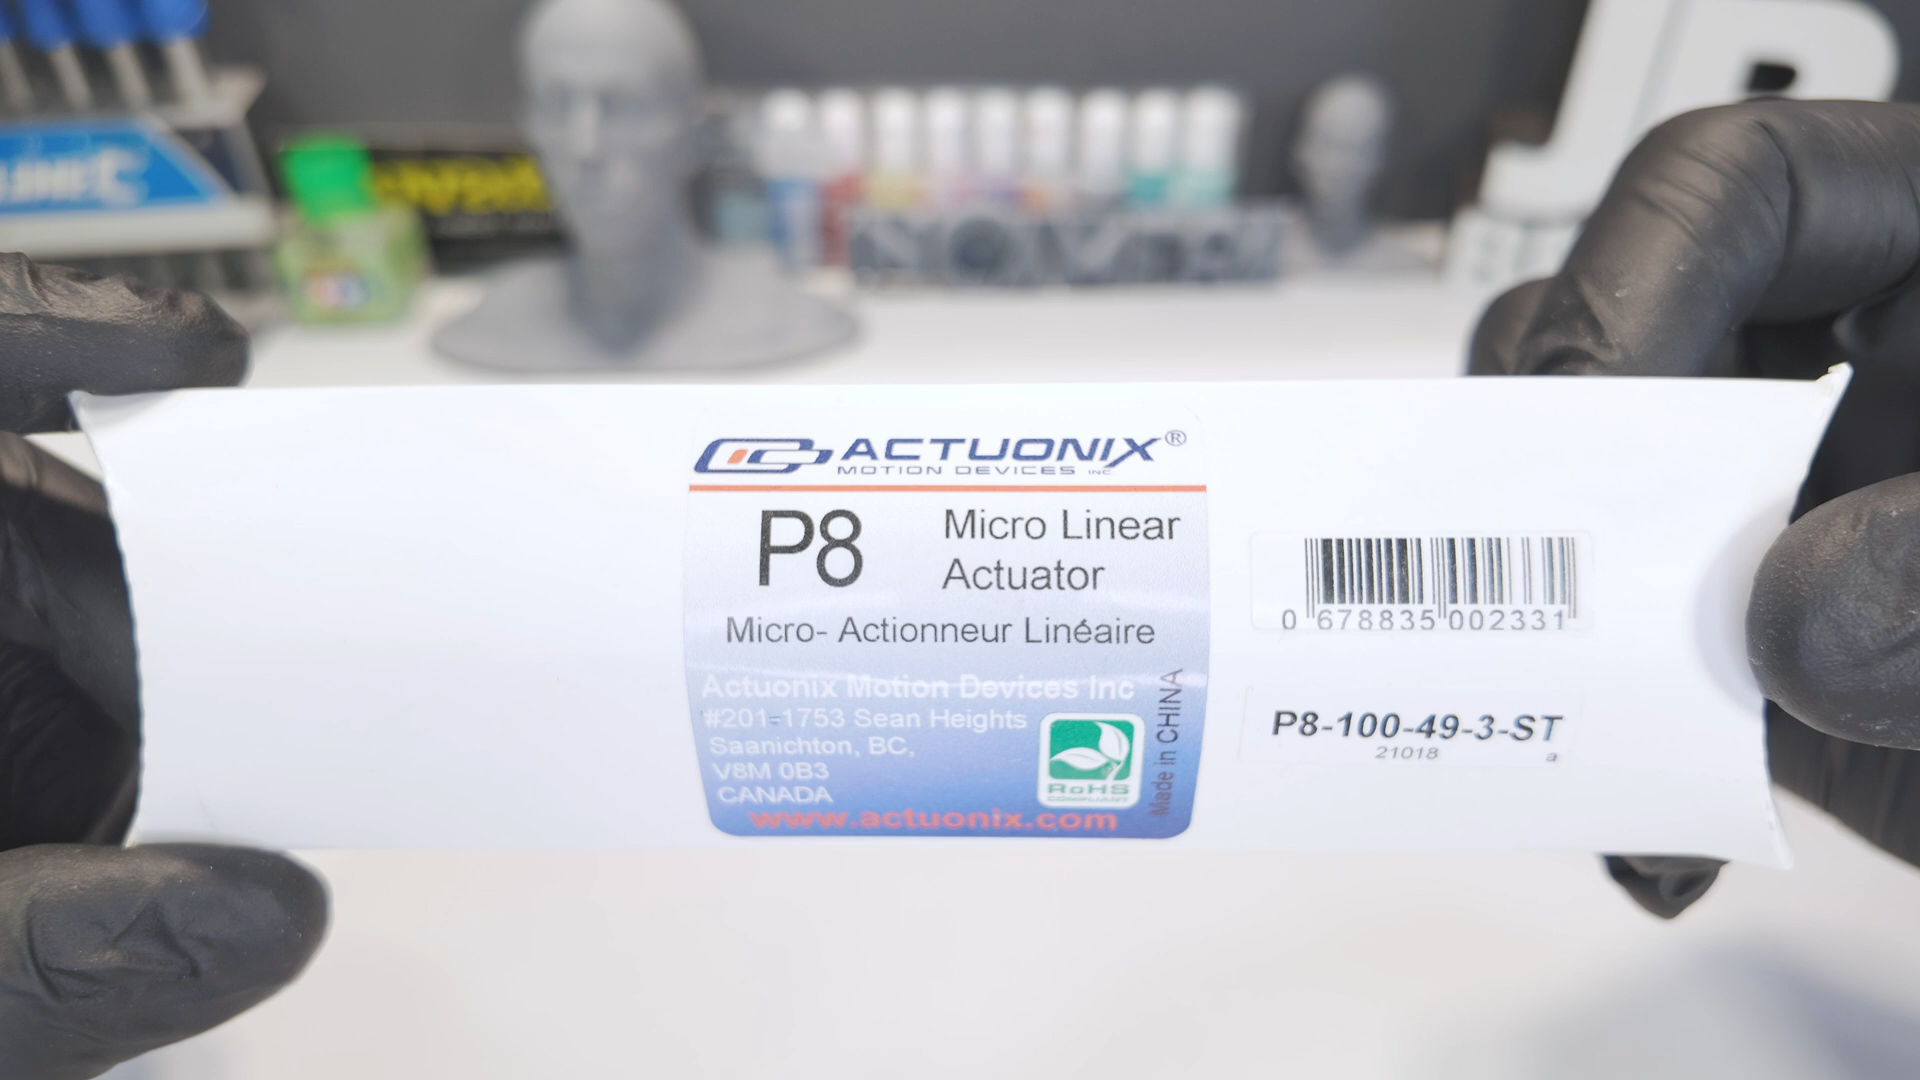 ACTUONIX®
MOTION DEVICES INC
P8
Micro Linear
Actuator
Micro- Actionneur Linéaire
Actuonix Motion Devices Inc
#201-1753 Sean Heights
Saanichton, BC,
V8M 0B3
CANADA
www.actuonix.com
RoHS
COMPLIANT
Made in CHINA
0 678835 002331
P8-100-49-3-ST
21018 a